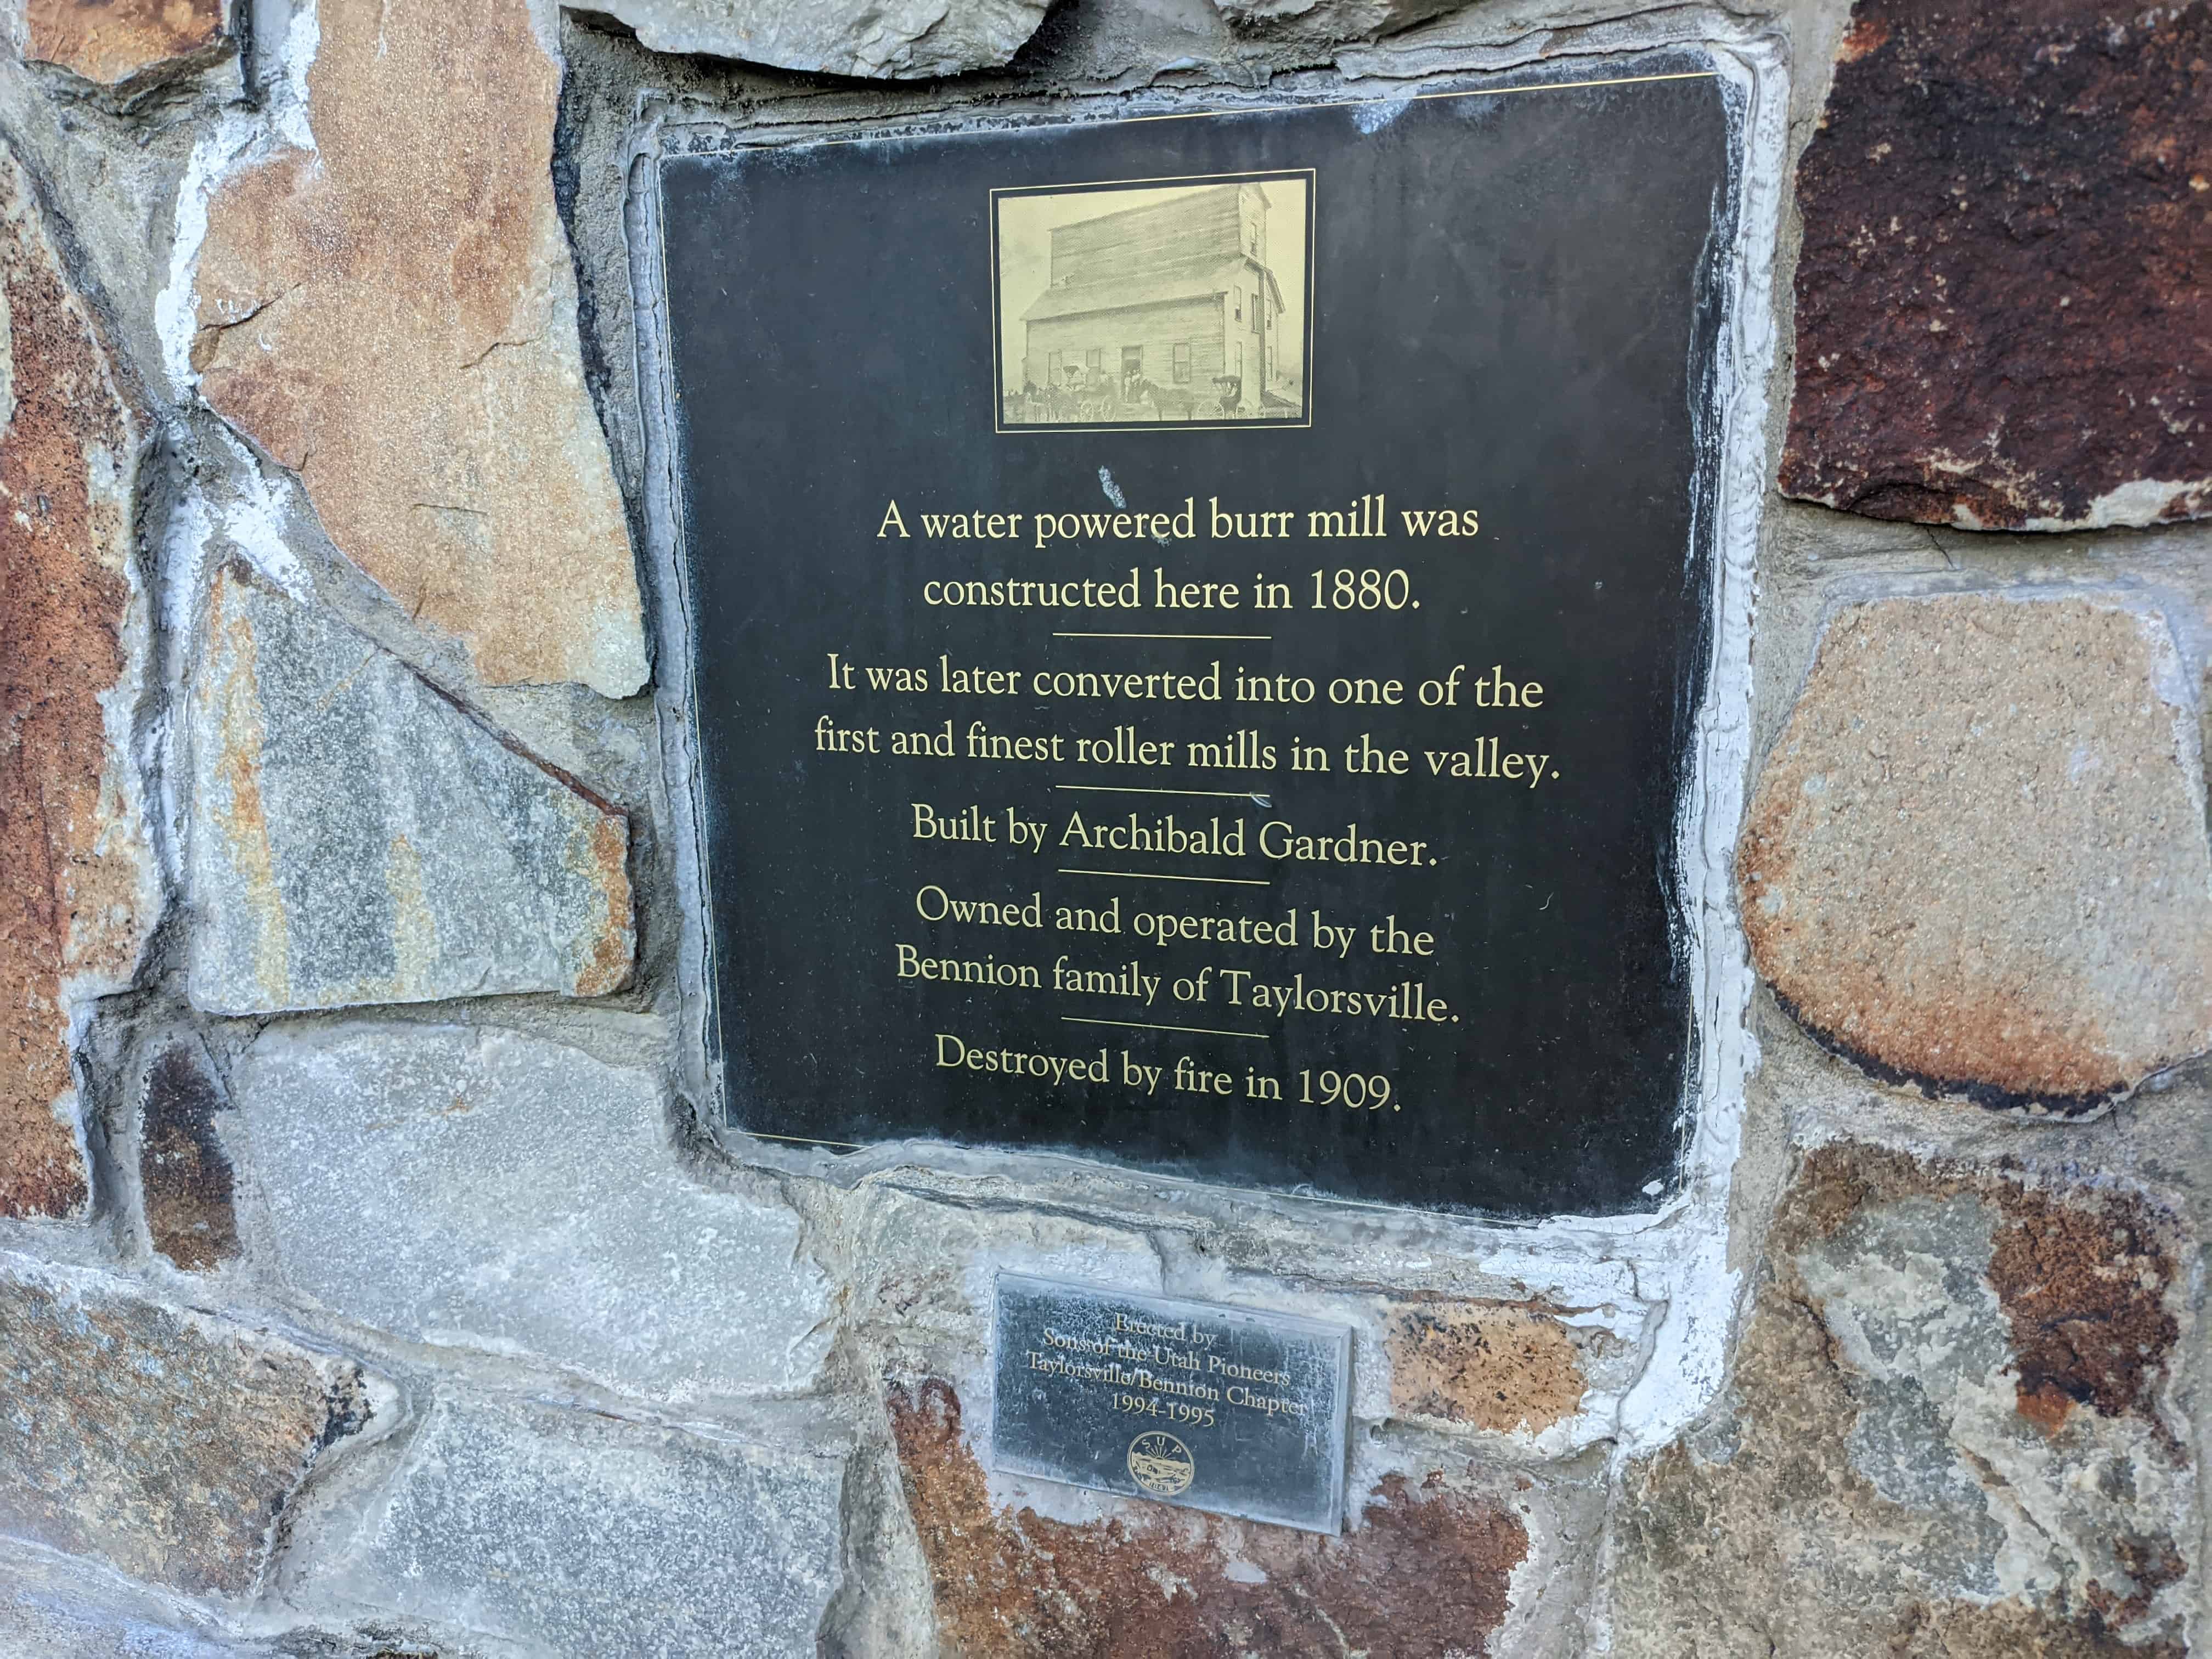 A water powered burr mill was
constructed here in 1880.
It was later converted into one of the
first and finest roller mills in the valley.
Built by Archibald Gardner.
Owned and operated by the
Bennion family of Taylorsville.
Destroyed by fire in 1909.
Erected by
Sons of the Utah Pioneers
Taylorsville/Bennion Chapter
1994-1995
SUP